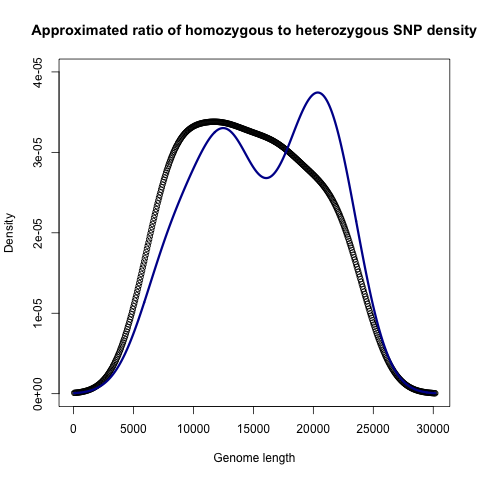 Approximated ratio of homozygous to heterozygous SNP density
4e-05
3e-05
2e-05
1e-05
0e+00
Density
0 5000 10000 15000 20000 25000 30000
Genome length